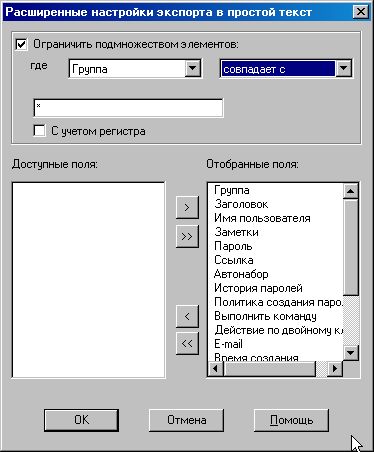 Расширенные настройки экспорта в простой текст
Ограничить подмножеством элементов:
где Группа совпадает с
*
С учетом регистра
Доступные поля: Отобранные поля:
Группа
Заголовок
> Имя пользователя
Заметки
>> Пароль
Ссылка
Автонабор
История паролей
Политика создания паро
< Выполнить команду
Действие по двойному кл
<< E-mail
Время создания
OK Отмена Помощь